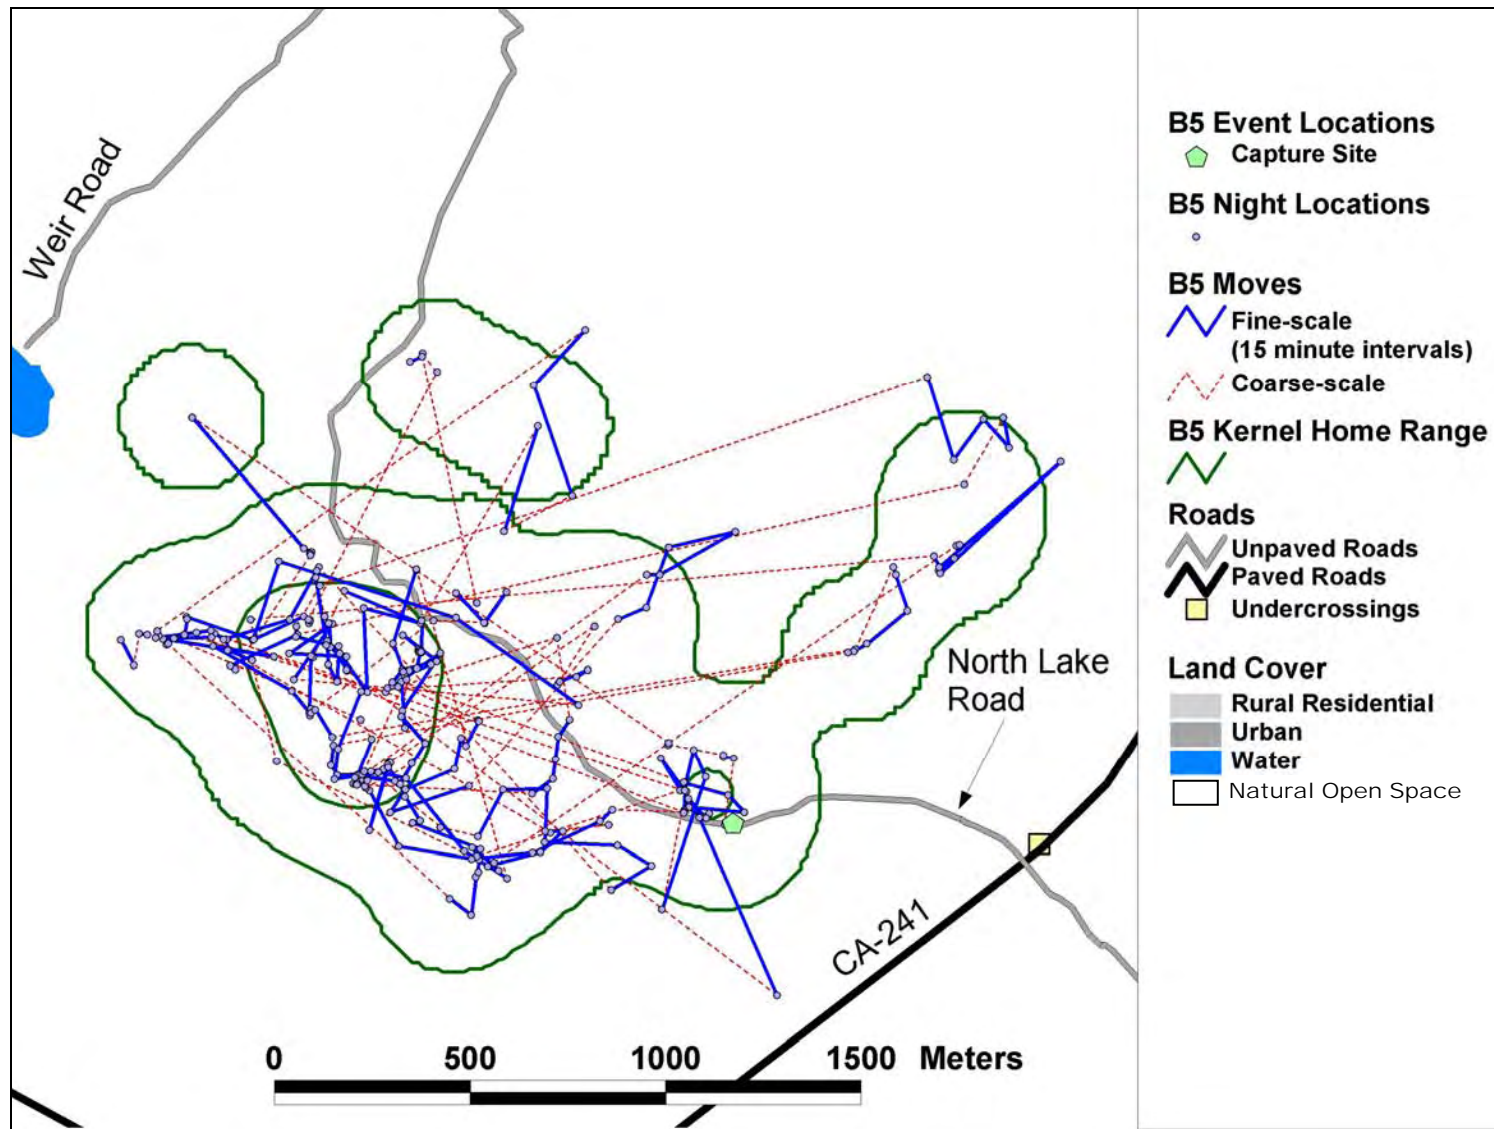 Weir Road
North Lake
Road
CA-241
0 500 1000 1500 Meters
B5 Event Locations
Capture Site
B5 Night Locations
B5 Moves
Fine-scale
(15 minute intervals)
Coarse-scale
B5 Kernel Home Range
Roads
Unpaved Roads
Paved Roads
Undercrossings
Land Cover
Rural Residential
Urban
Water
Natural Open Space